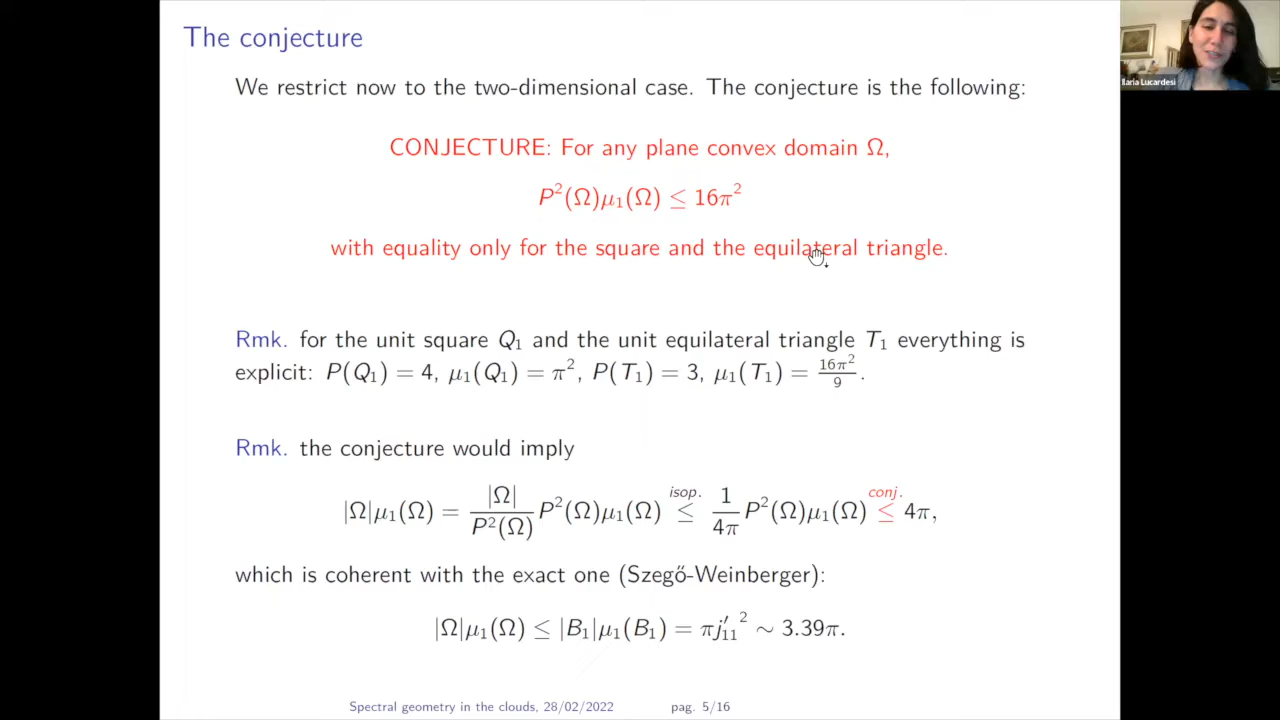 The conjecture
Ilaria Lucardesi
We restrict now to the two-dimensional case. The conjecture is the following:
CONJECTURE: For any plane convex domain Ω,
P²(Ω)μ₁(Ω) ≤ 16π²
with equality only for the square and the equilateral triangle.
Rmk. for the unit square Q₁ and the unit equilateral triangle T₁ everything is
explicit: P(Q₁) = 4, μ₁(Q₁) = π², P(T₁) = 3, μ₁(T₁) = 16π²/9.
Rmk. the conjecture would imply
|Ω|μ₁(Ω) = |Ω|/P²(Ω) P²(Ω)μ₁(Ω) ≤ isop. 1/4π P²(Ω)μ₁(Ω) ≤ conj. 4π,
which is coherent with the exact one (Szegő-Weinberger):
|Ω|μ₁(Ω) ≤ |B₁|μ₁(B₁) = πj′₁₁² ∼ 3.39π.
Spectral geometry in the clouds, 28/02/2022 pag. 5/16